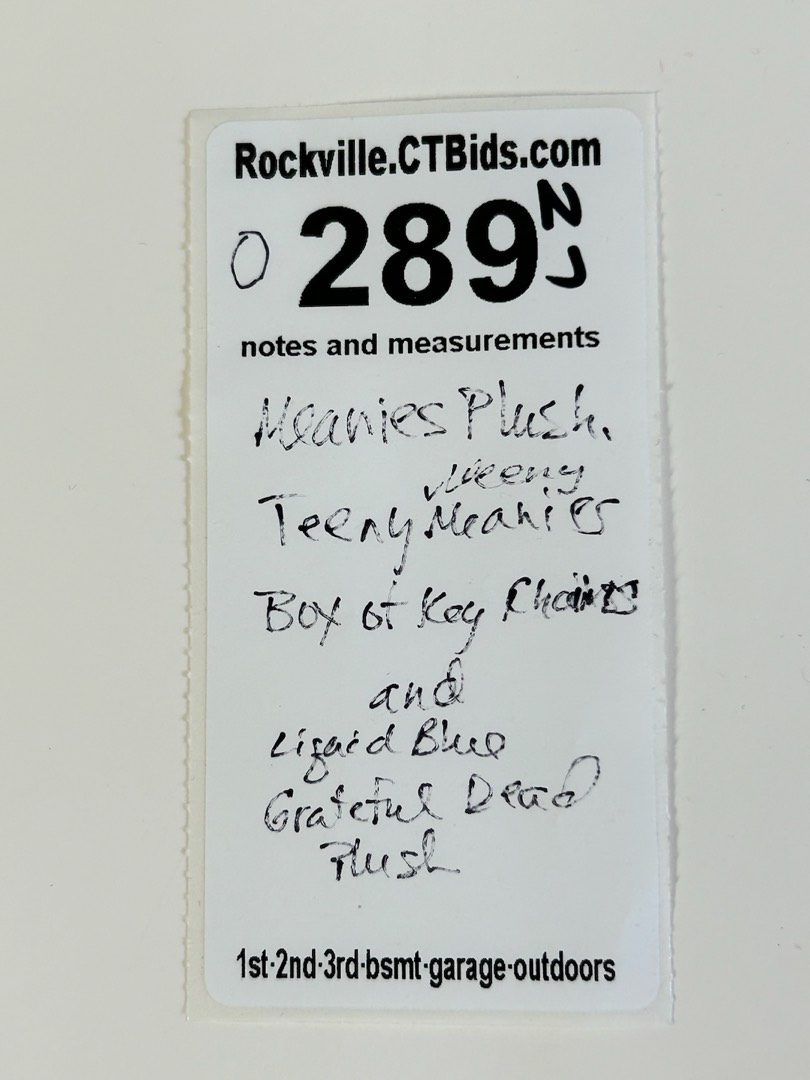 Rockville.CTBids.com
0 289 NJ
notes and measurements
Meanies Plush.
Weeny
Teeny Meanies
Box of Key Chains
and
Liquid Blue
Grateful Dead
Plush
1st·2nd·3rd·bsmt·garage·outdoors